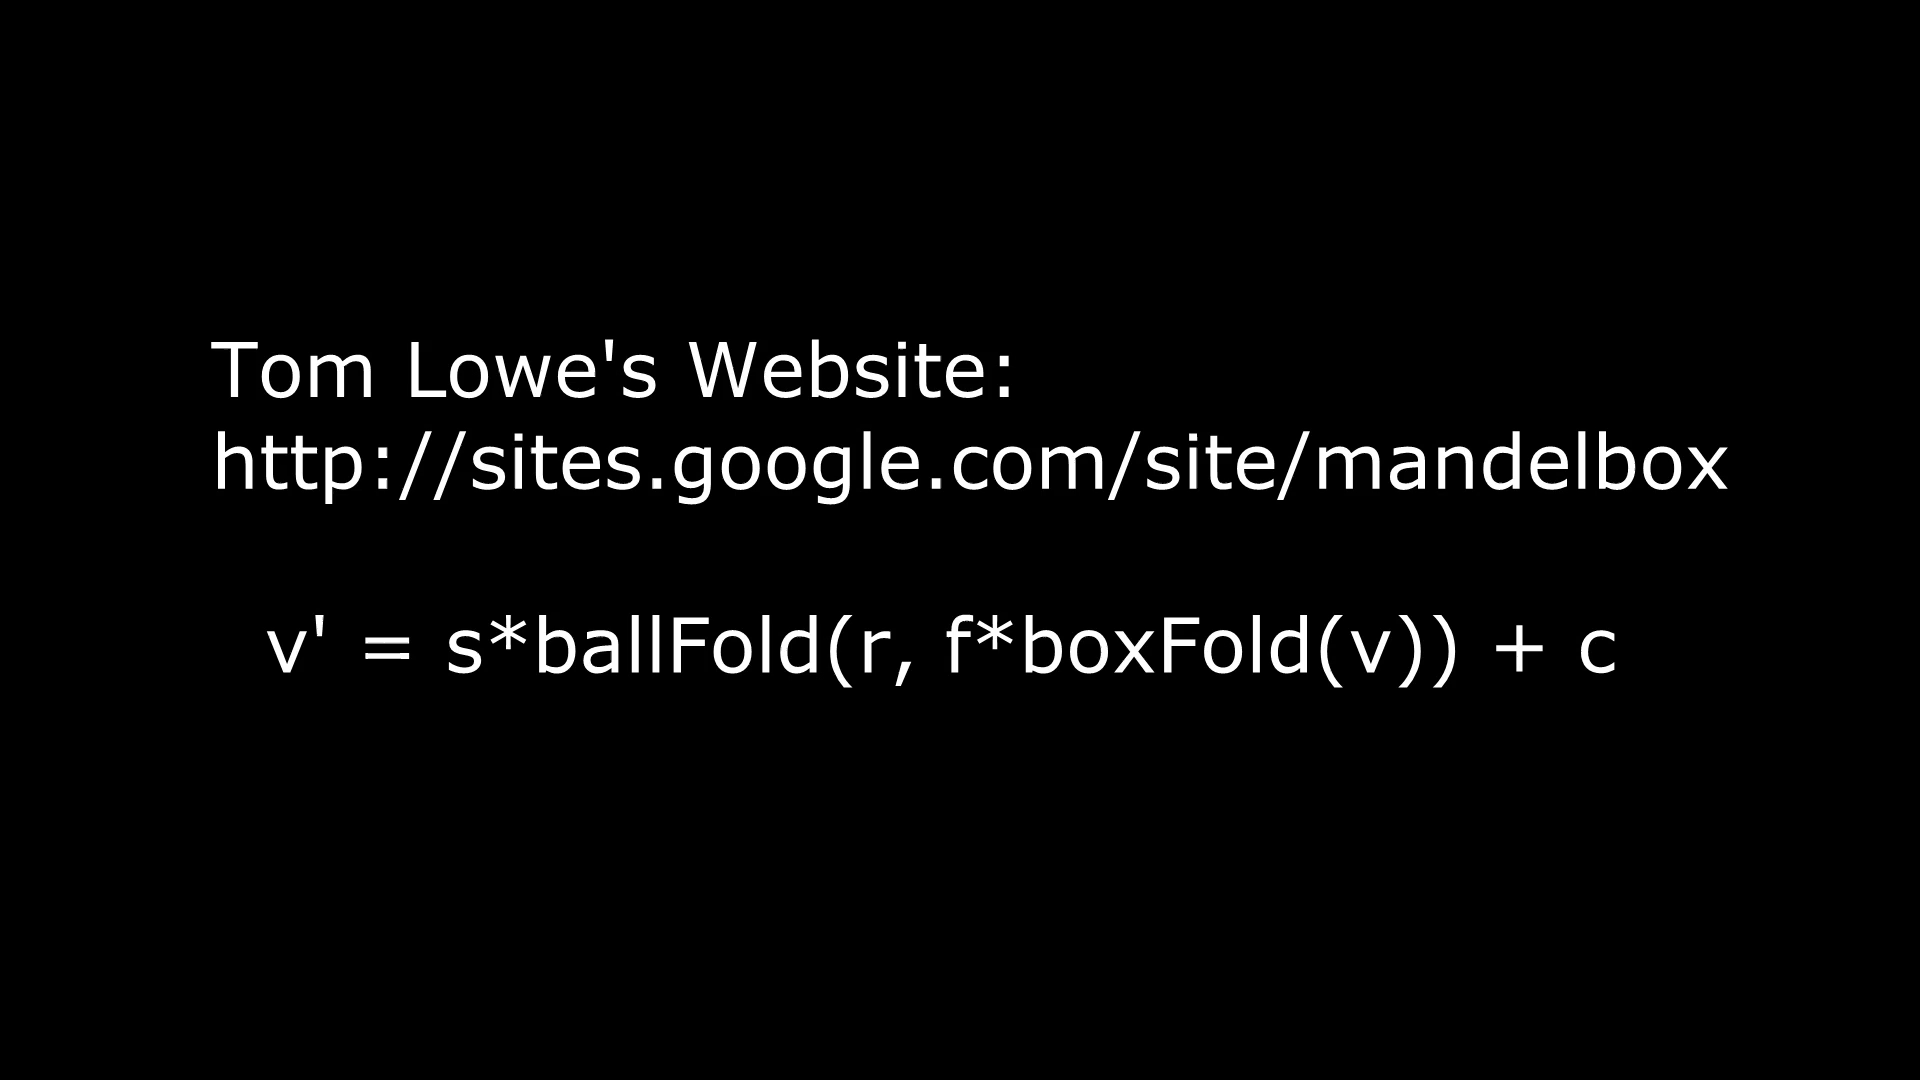 Tom Lowe's Website:
http://sites.google.com/site/mandelbox
v' = s*ballFold(r, f*boxFold(v)) + c